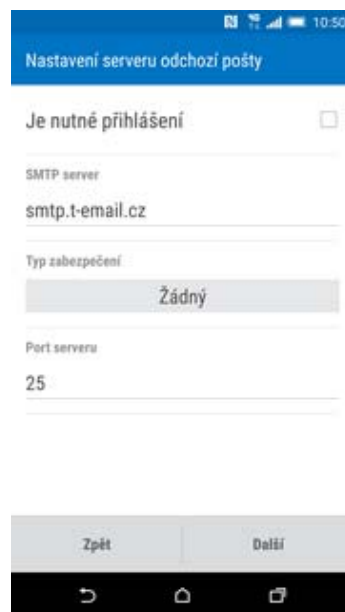 10:50
Nastavení serveru odchozí pošty
Je nutné přihlášení
SMTP server
smtp.t-email.cz
Typ zabezpečení
Žádný
Port serveru
25
Zpět
Další